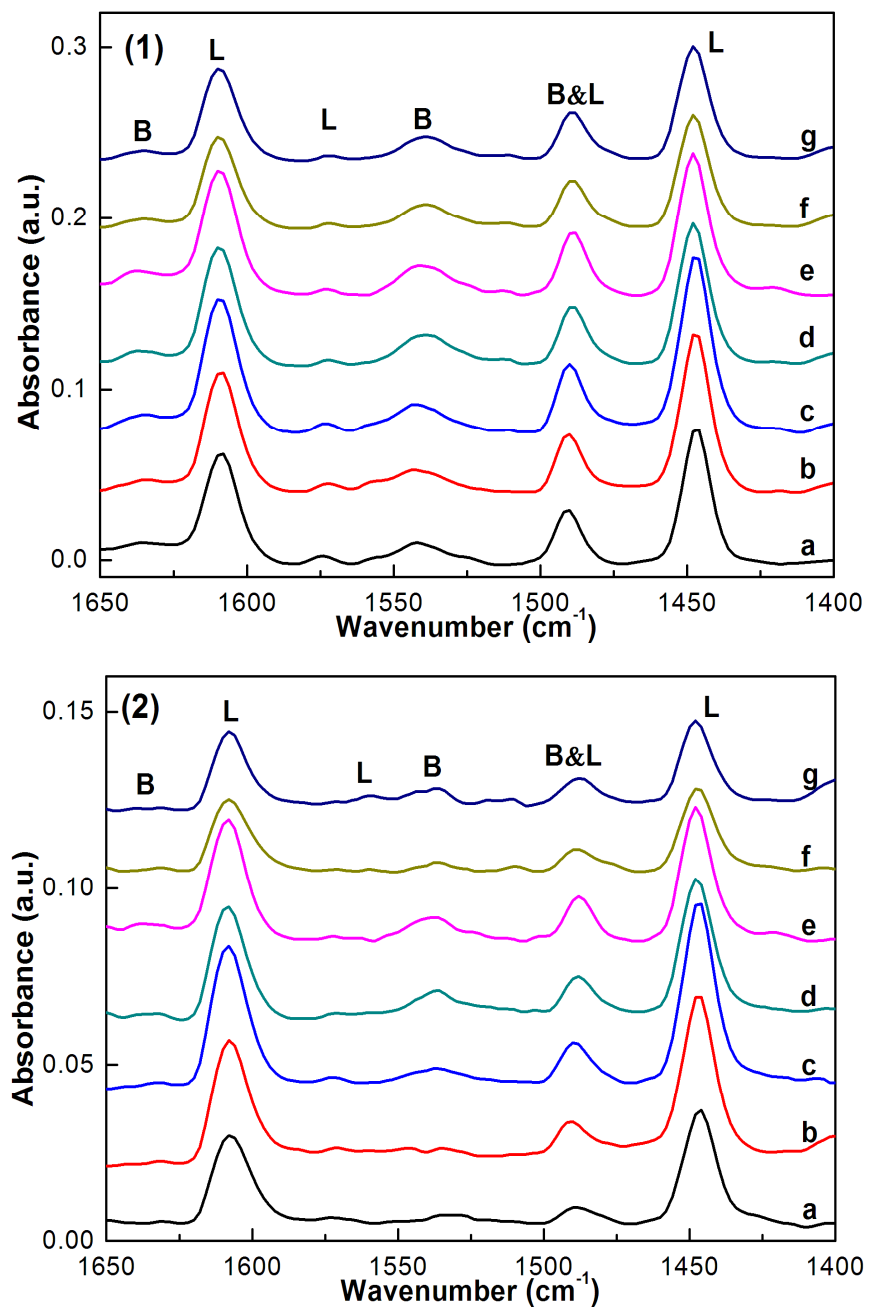 (1)
L
L
B
L
B
B&L
0.3
0.2
0.1
0.0
Absorbance (a.u.)
g
f
e
d
c
b
a
1650 1600 1550 1500 1450 1400
Wavenumber (cm⁻¹)
(2)
L
L
B
L
B
B&L
0.15
0.10
0.05
0.00
Absorbance (a.u.)
g
f
e
d
c
b
a
1650 1600 1550 1500 1450 1400
Wavenumber (cm⁻¹)